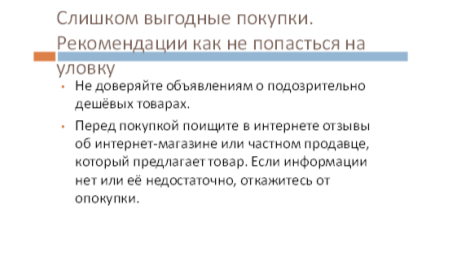 Слишком выгодные покупки.
Рекомендации как не попасться на
уловку
• Не доверяйте объявлениям о подозрительно
дешёвых товарах.
• Перед покупкой поищите в интернете отзывы
об интернет-магазине или частном продавце,
который предлагает товар. Если информации
нет или её недостаточно, откажитесь от
опокупки.